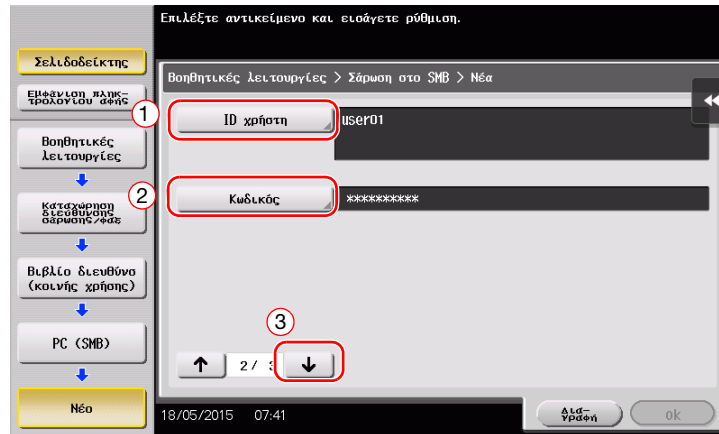 Επιλέξτε αντικείμενο και εισάγετε ρύθμιση.
Σελιδοδείκτης
Εμφάνιση πληκ-
τρολογίου αφής
Βοηθητικές
λειτουργίες
Καταχώρηση
διεύθυνσης
σάρωσης/φαξ
Βιβλίο διευθύνσ
(κοινής χρήσης)
PC (SMB)
Νέο
Βοηθητικές λειτουργίες > Σάρωση στο SMB > Νέα
1
ID χρήστη
user01
2
Κωδικός
**********
3
↑ 2/ 3 ↓
18/05/2015 07:41
Δια-
γραφή
ok